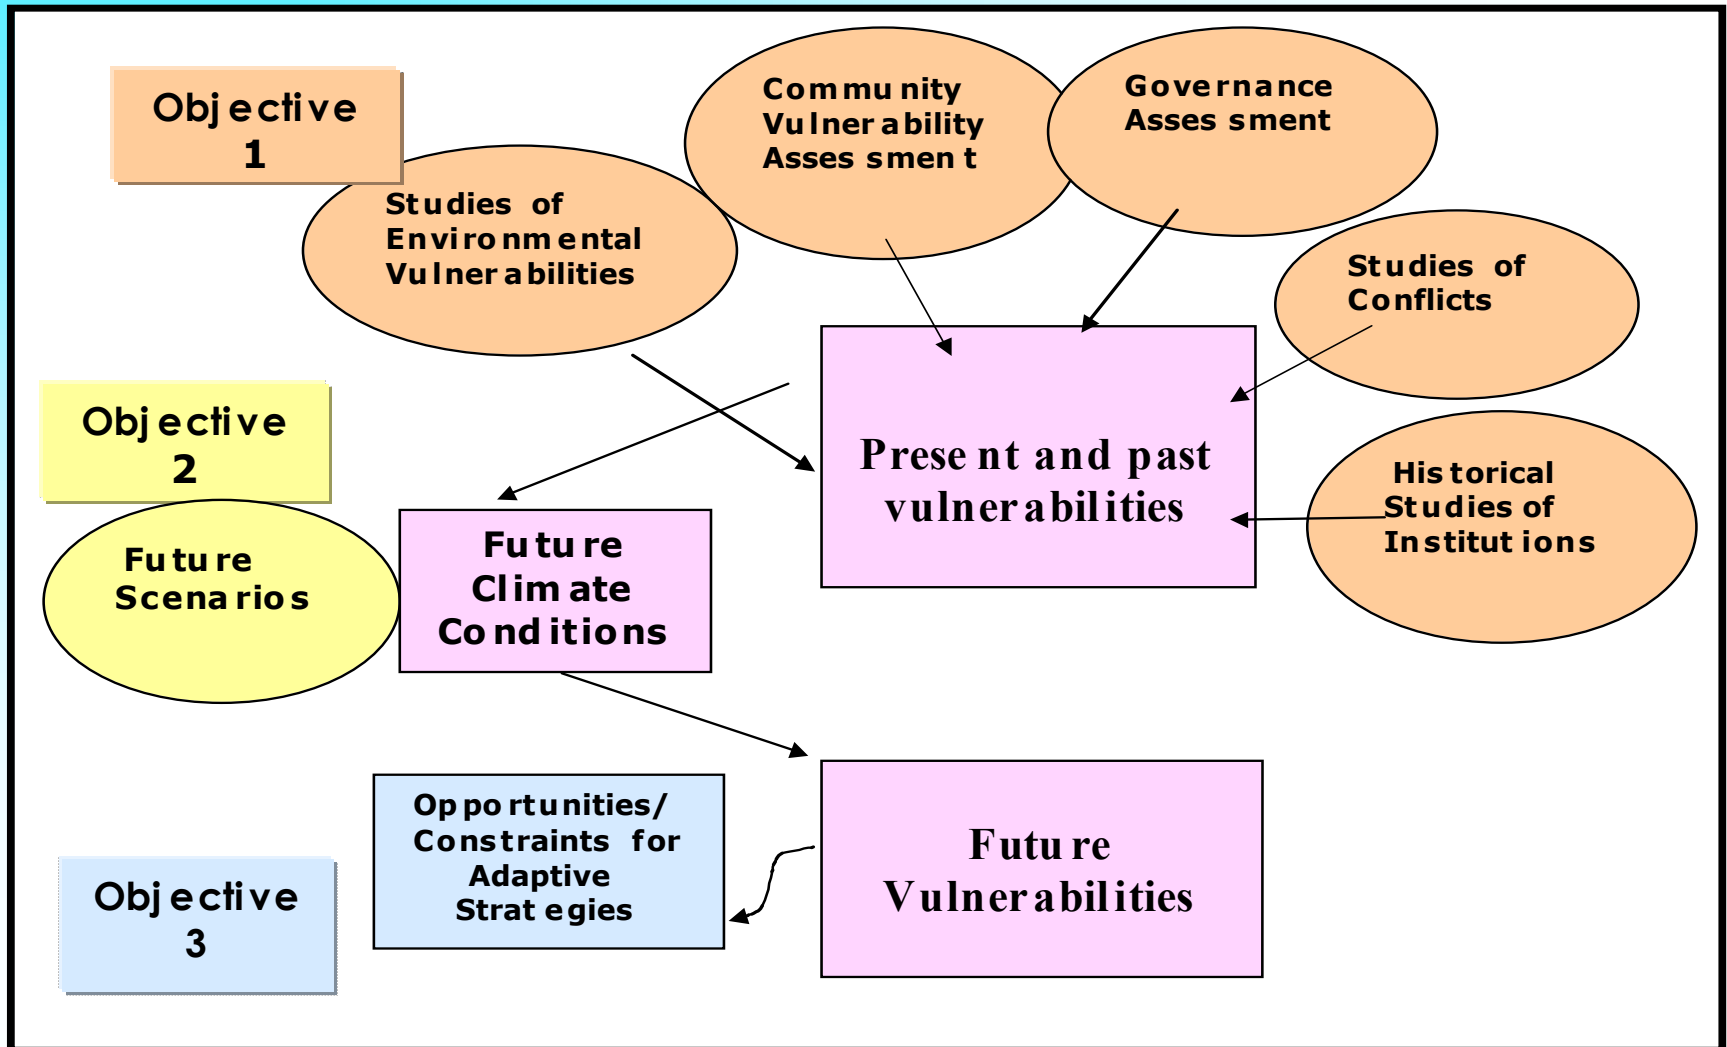 Objective
1
Studies of
Environmental
Vulnerabilities
Community
Vulnerability
Assessment
Governance
Assessment
Studies of
Conflicts
Historical
Studies of
Institutions
Present and past
vulnerabilities
Objective
2
Future
Scenarios
Future
Climate
Conditions
Objective
3
Opportunities/
Constraints for
Adaptive
Strategies
Future
Vulnerabilities